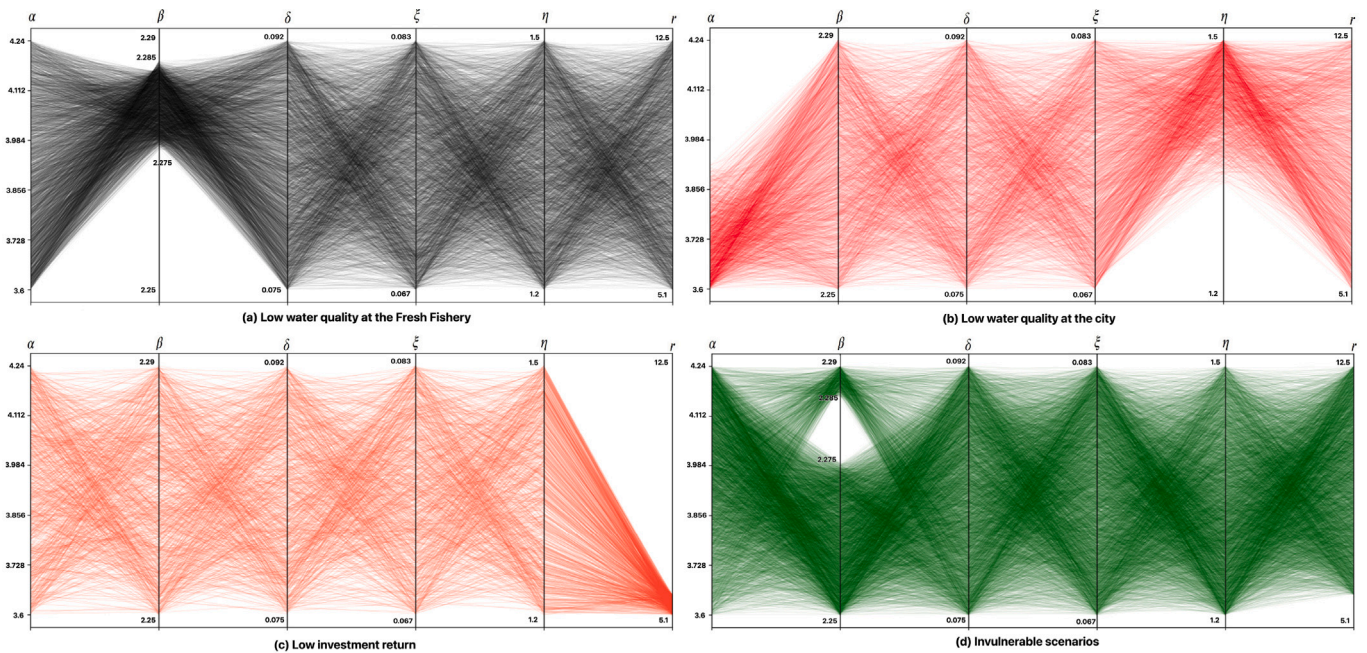 α β δ ξ η r
4.24 2.29 0.092 0.083 1.5 12.5
2.285
4.112
3.984
2.275
3.856
3.728
3.6 2.25 0.075 0.067 1.2 5.1
(a) Low water quality at the Fresh Fishery
α β δ ξ η r
4.24 2.29 0.092 0.083 1.5 12.5
4.112
3.984
3.856
3.728
3.6 2.25 0.075 0.067 1.2 5.1
(b) Low water quality at the city
α β δ ξ η r
4.24 2.29 0.092 0.083 1.5 12.5
4.112
3.984
3.856
3.728
3.6 2.25 0.075 0.067 1.2 5.1
(c) Low investment return
α β δ ξ η r
4.24 2.29 0.092 0.083 1.5 12.5
2.285
4.112
3.984
2.275
3.856
3.728
3.6 2.25 0.075 0.067 1.2 5.1
(d) Invulnerable scenarios